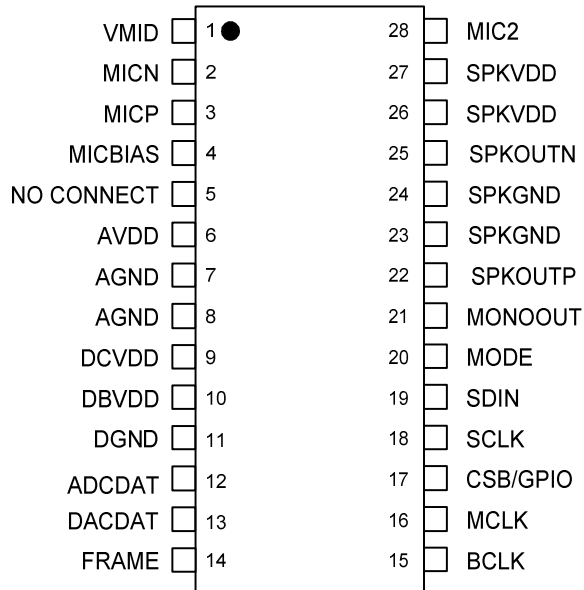 VMID 1 28 MIC2
MICN 2 27 SPKVDD
MICP 3 26 SPKVDD
MICBIAS 4 25 SPKOUTN
NO CONNECT 5 24 SPKGND
AVDD 6 23 SPKGND
AGND 7 22 SPKOUTP
AGND 8 21 MONOOUT
DCVDD 9 20 MODE
DBVDD 10 19 SDIN
DGND 11 18 SCLK
ADCDAT 12 17 CSB/GPIO
DACDAT 13 16 MCLK
FRAME 14 15 BCLK